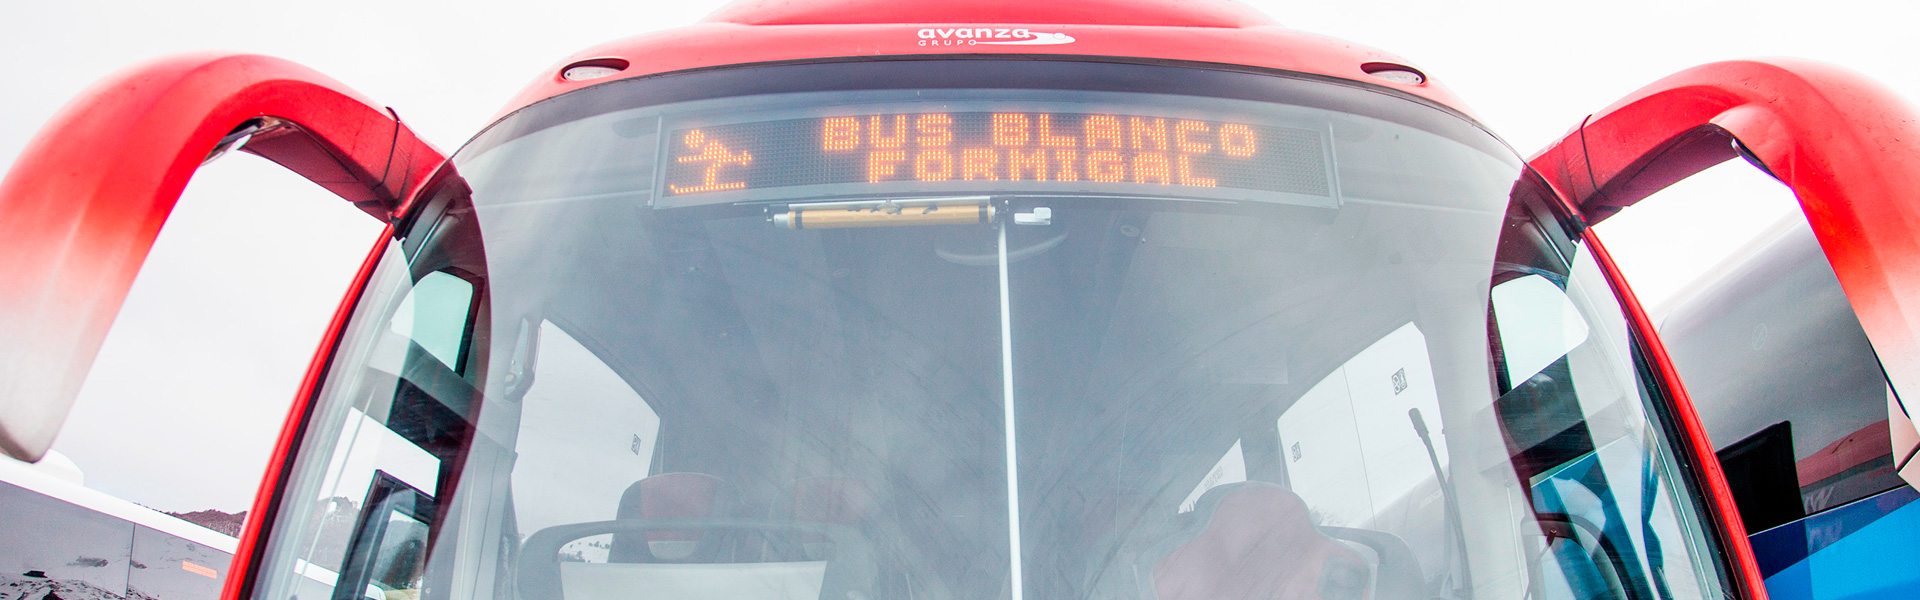 avanza
GRUPO
BUS BLANCO
FORMIGAL